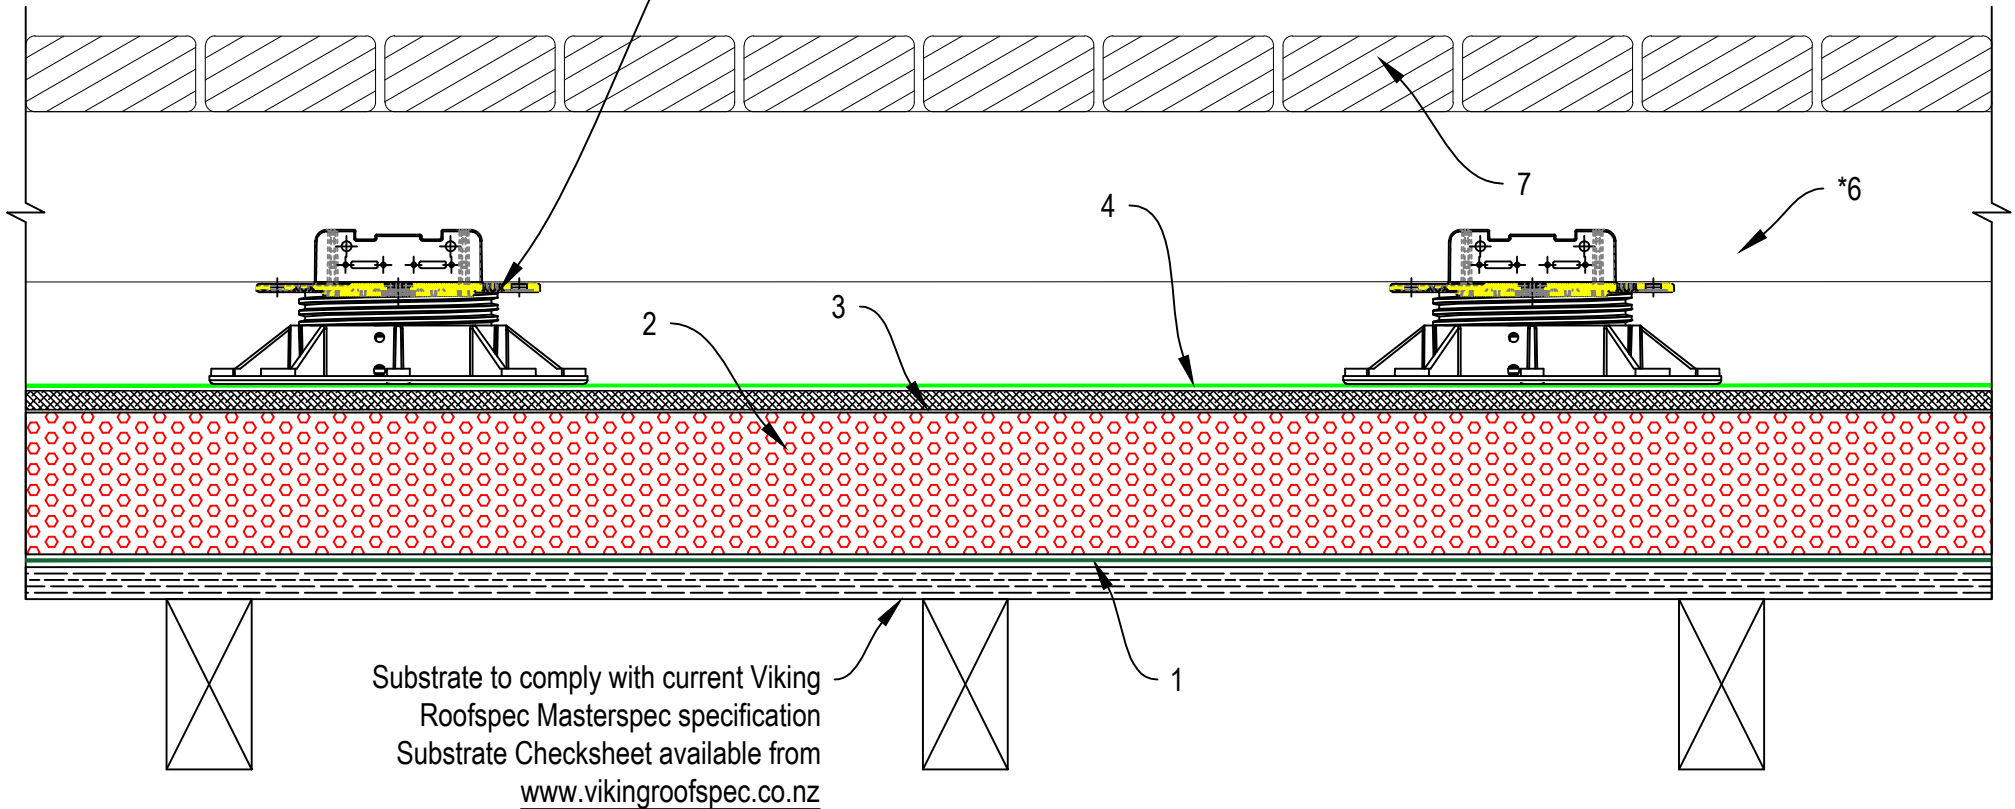 7
*6
4
3
2
1
Substrate to comply with current Viking
Roofspec Masterspec specification
Substrate Checksheet available from
www.vikingroofspec.co.nz